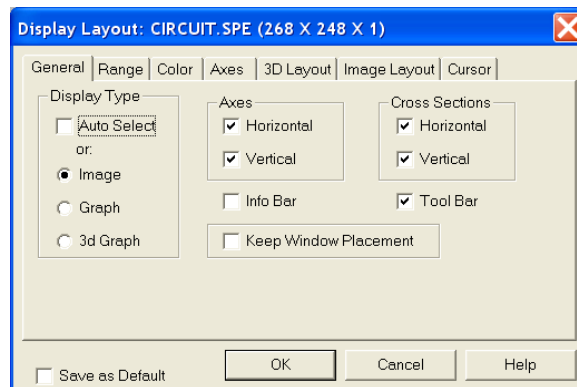 Display Layout: CIRCUIT.SPE (268 X 248 X 1)
General Range Color Axes 3D Layout Image Layout Cursor
Display Type
Auto Select
or:
Image
Graph
3d Graph
Axes
Horizontal
Vertical
Cross Sections
Horizontal
Vertical
Info Bar
Tool Bar
Keep Window Placement
Save as Default
OK
Cancel
Help